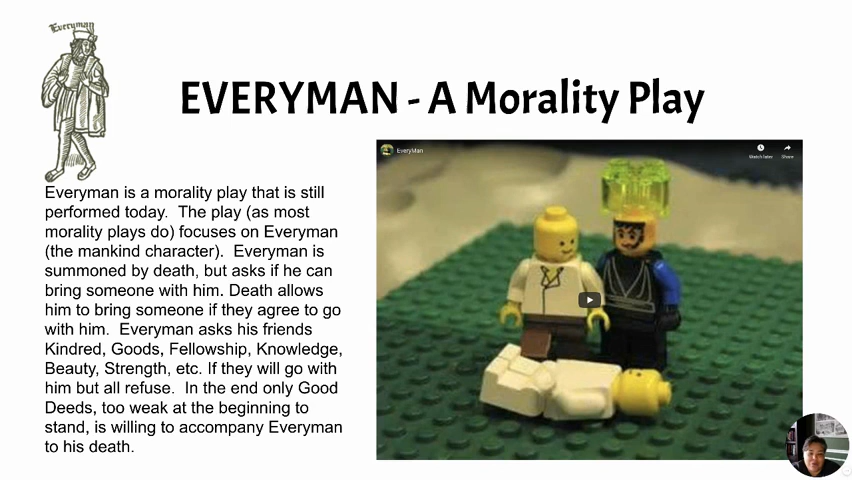 Everyman
EVERYMAN - A Morality Play
EveryMan
Watch later
Share
Everyman is a morality play that is still
performed today.  The play (as most
morality plays do) focuses on Everyman
(the mankind character).  Everyman is
summoned by death, but asks if he can
bring someone with him. Death allows
him to bring someone if they agree to go
with him.  Everyman asks his friends
Kindred, Goods, Fellowship, Knowledge,
Beauty, Strength, etc. If they will go with
him but all refuse.  In the end only Good
Deeds, too weak at the beginning to
stand, is willing to accompany Everyman
to his death.